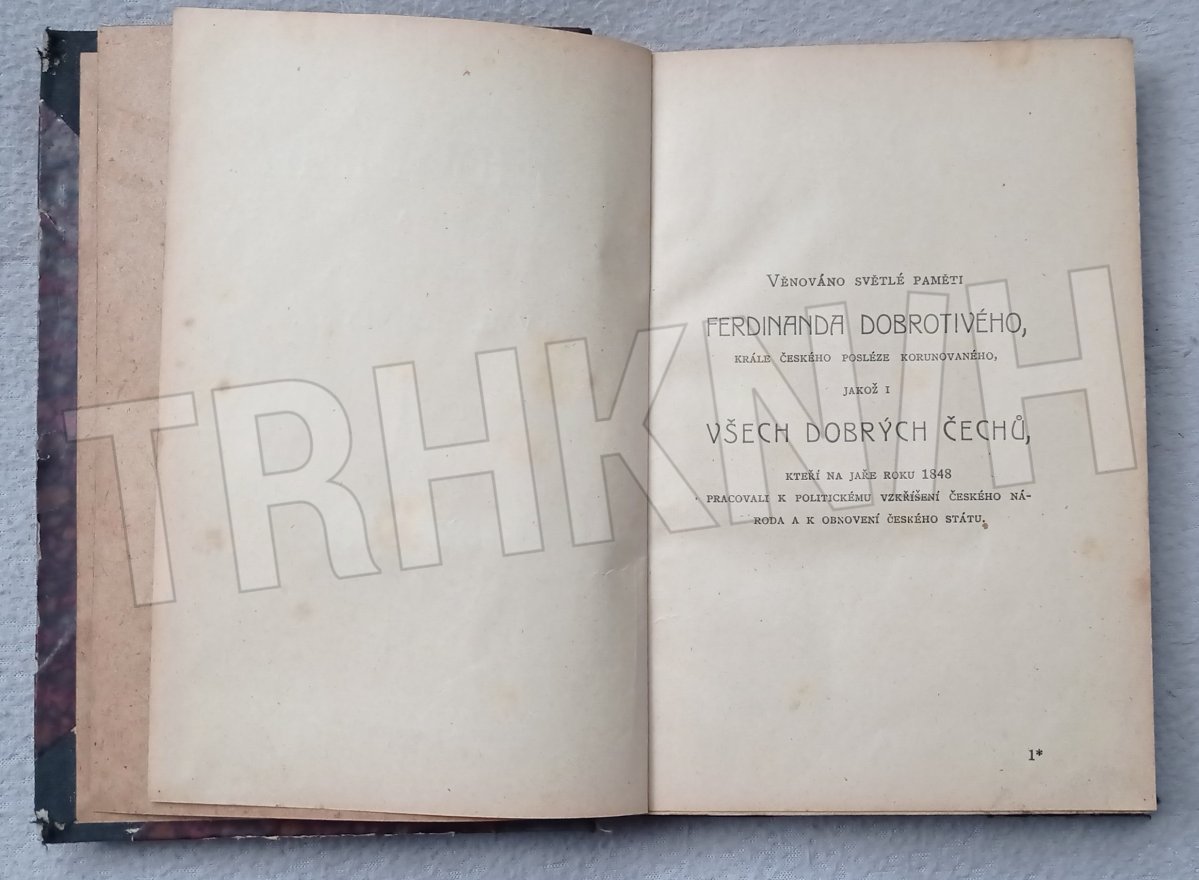 Věnováno světlé paměti
FERDINANDA DOBROTIVÉHO,
KRÁLE ČESKÉHO POSLÉZE KORUNOVANÉHO,
JAKOŽ I
VŠECH DOBRÝCH ČECHŮ,
KTEŘÍ NA JAŘE ROKU 1848
PRACOVALI K POLITICKÉMU VZKŘÍŠENÍ ČESKÉHO NÁ-
RODA A K OBNOVENÍ ČESKÉHO STÁTU.
1*
TRHKNIH